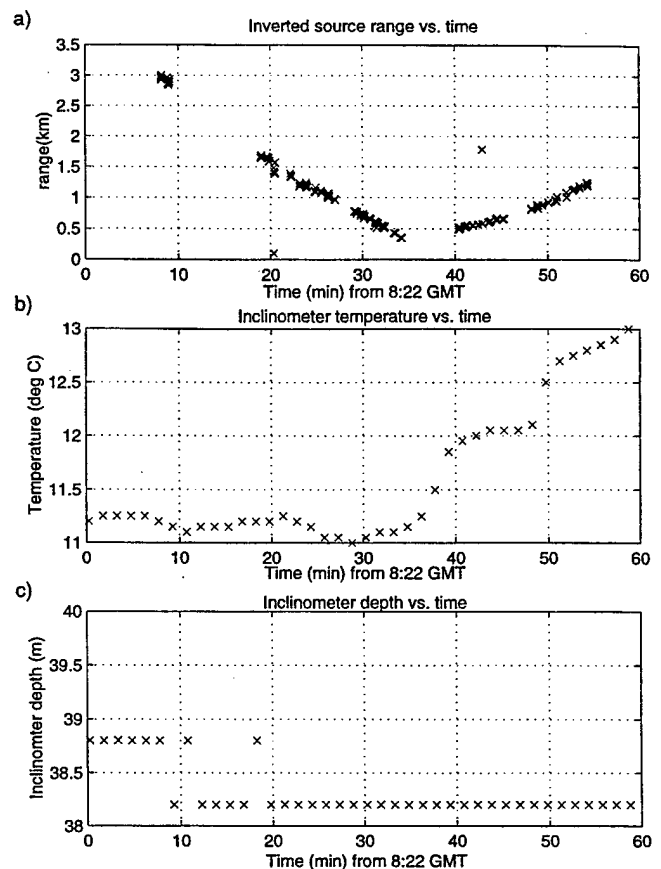 a)
Inverted source range vs. time
3.5
3
2.5
2
1.5
1
0.5
0
range(km)
0 10 20 30 40 50 60
Time (min) from 8:22 GMT
b)
Inclinometer temperature vs. time
13
12.5
12
11.5
11
Temperature (deg C)
0 10 20 30 40 50 60
Time (min) from 8:22 GMT
c)
Inclinometer depth vs. time
40
39.5
39
38.5
38
Inclinomter depth (m)
0 10 20 30 40 50 60
Time (min) from 8:22 GMT